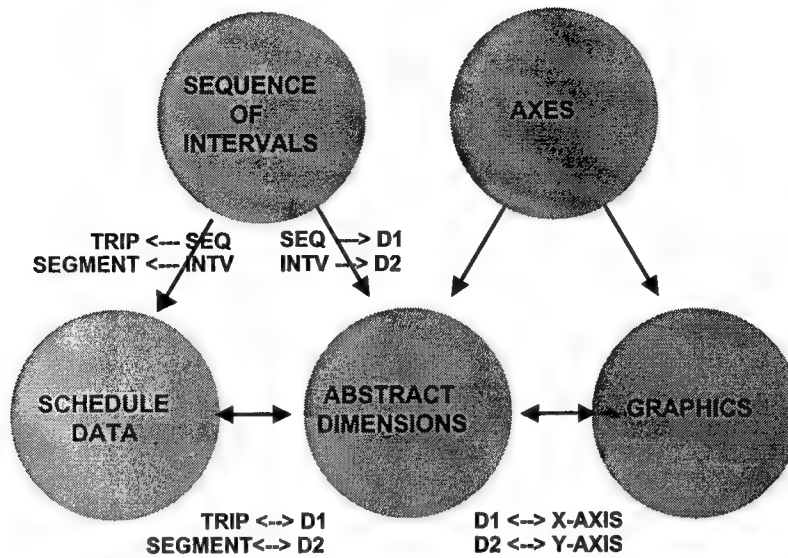 SEQUENCE
OF
INTERVALS
AXES
TRIP <--- SEQ
SEGMENT <--- INTV
SEQ ---> D1
INTV ---> D2
SCHEDULE
DATA
ABSTRACT
DIMENSIONS
GRAPHICS
TRIP <--> D1
SEGMENT<--> D2
D1 <--> X-AXIS
D2 <--> Y-AXIS